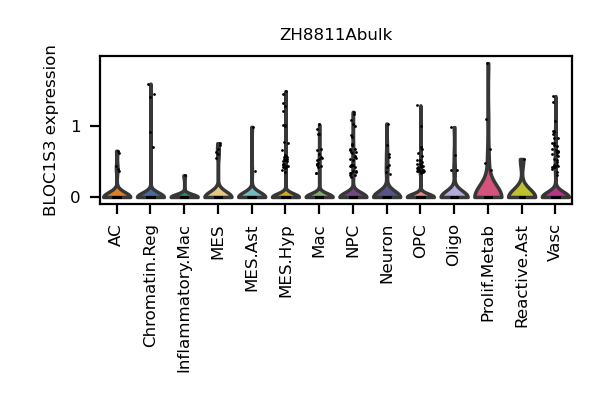 ZH8811Abulk
BLOC1S3 expression
1
0
AC
Chromatin.Reg
Inflammatory.Mac
MES
MES.Ast
MES.Hyp
Mac
NPC
Neuron
OPC
Oligo
Prolif.Metab
Reactive.Ast
Vasc